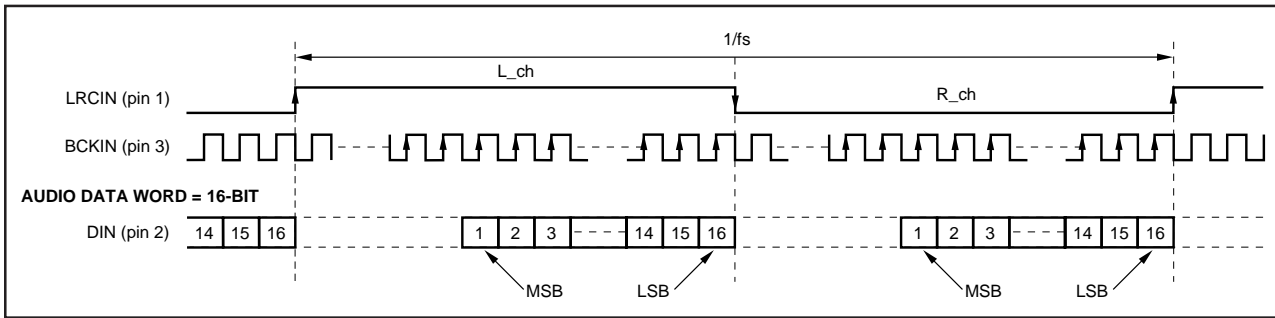 1/fs
L_ch
R_ch
LRCIN (pin 1)
BCKIN (pin 3)
AUDIO DATA WORD = 16-BIT
DIN (pin 2)
14 15 16 1 2 3 14 15 16 1 2 3 14 15 16
MSB LSB MSB LSB